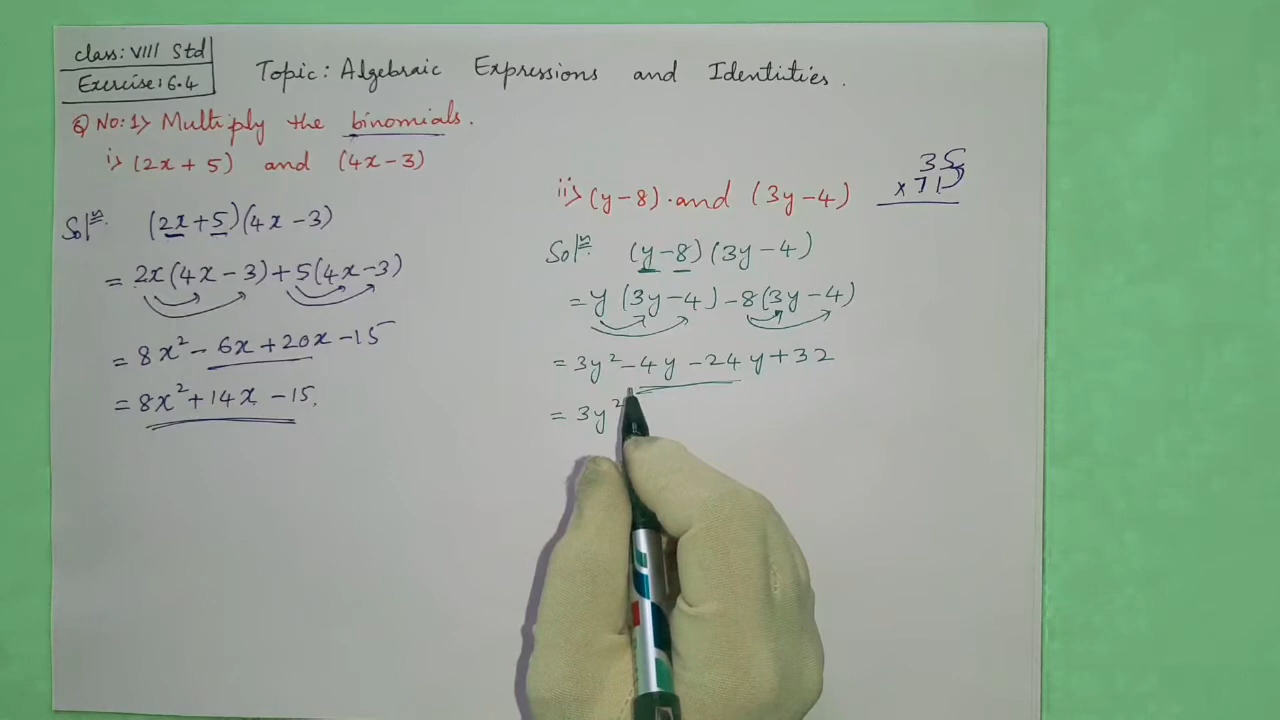 class: VIII Std
Exercise: 6.4
Topic: Algebraic Expressions and Identities.
Q No: 1> Multiply the binomials.
i> (2x + 5) and (4x - 3)
Solⁿ. (2x + 5)(4x - 3)
= 2x(4x - 3) + 5(4x - 3)
= 8x² - 6x + 20x - 15
= 8x² + 14x - 15.
ii> (y - 8) and (3y - 4)
Solⁿ. (y - 8)(3y - 4)
= y(3y - 4) - 8(3y - 4)
= 3y² - 4y - 24y + 32
= 3y²
35
x 71